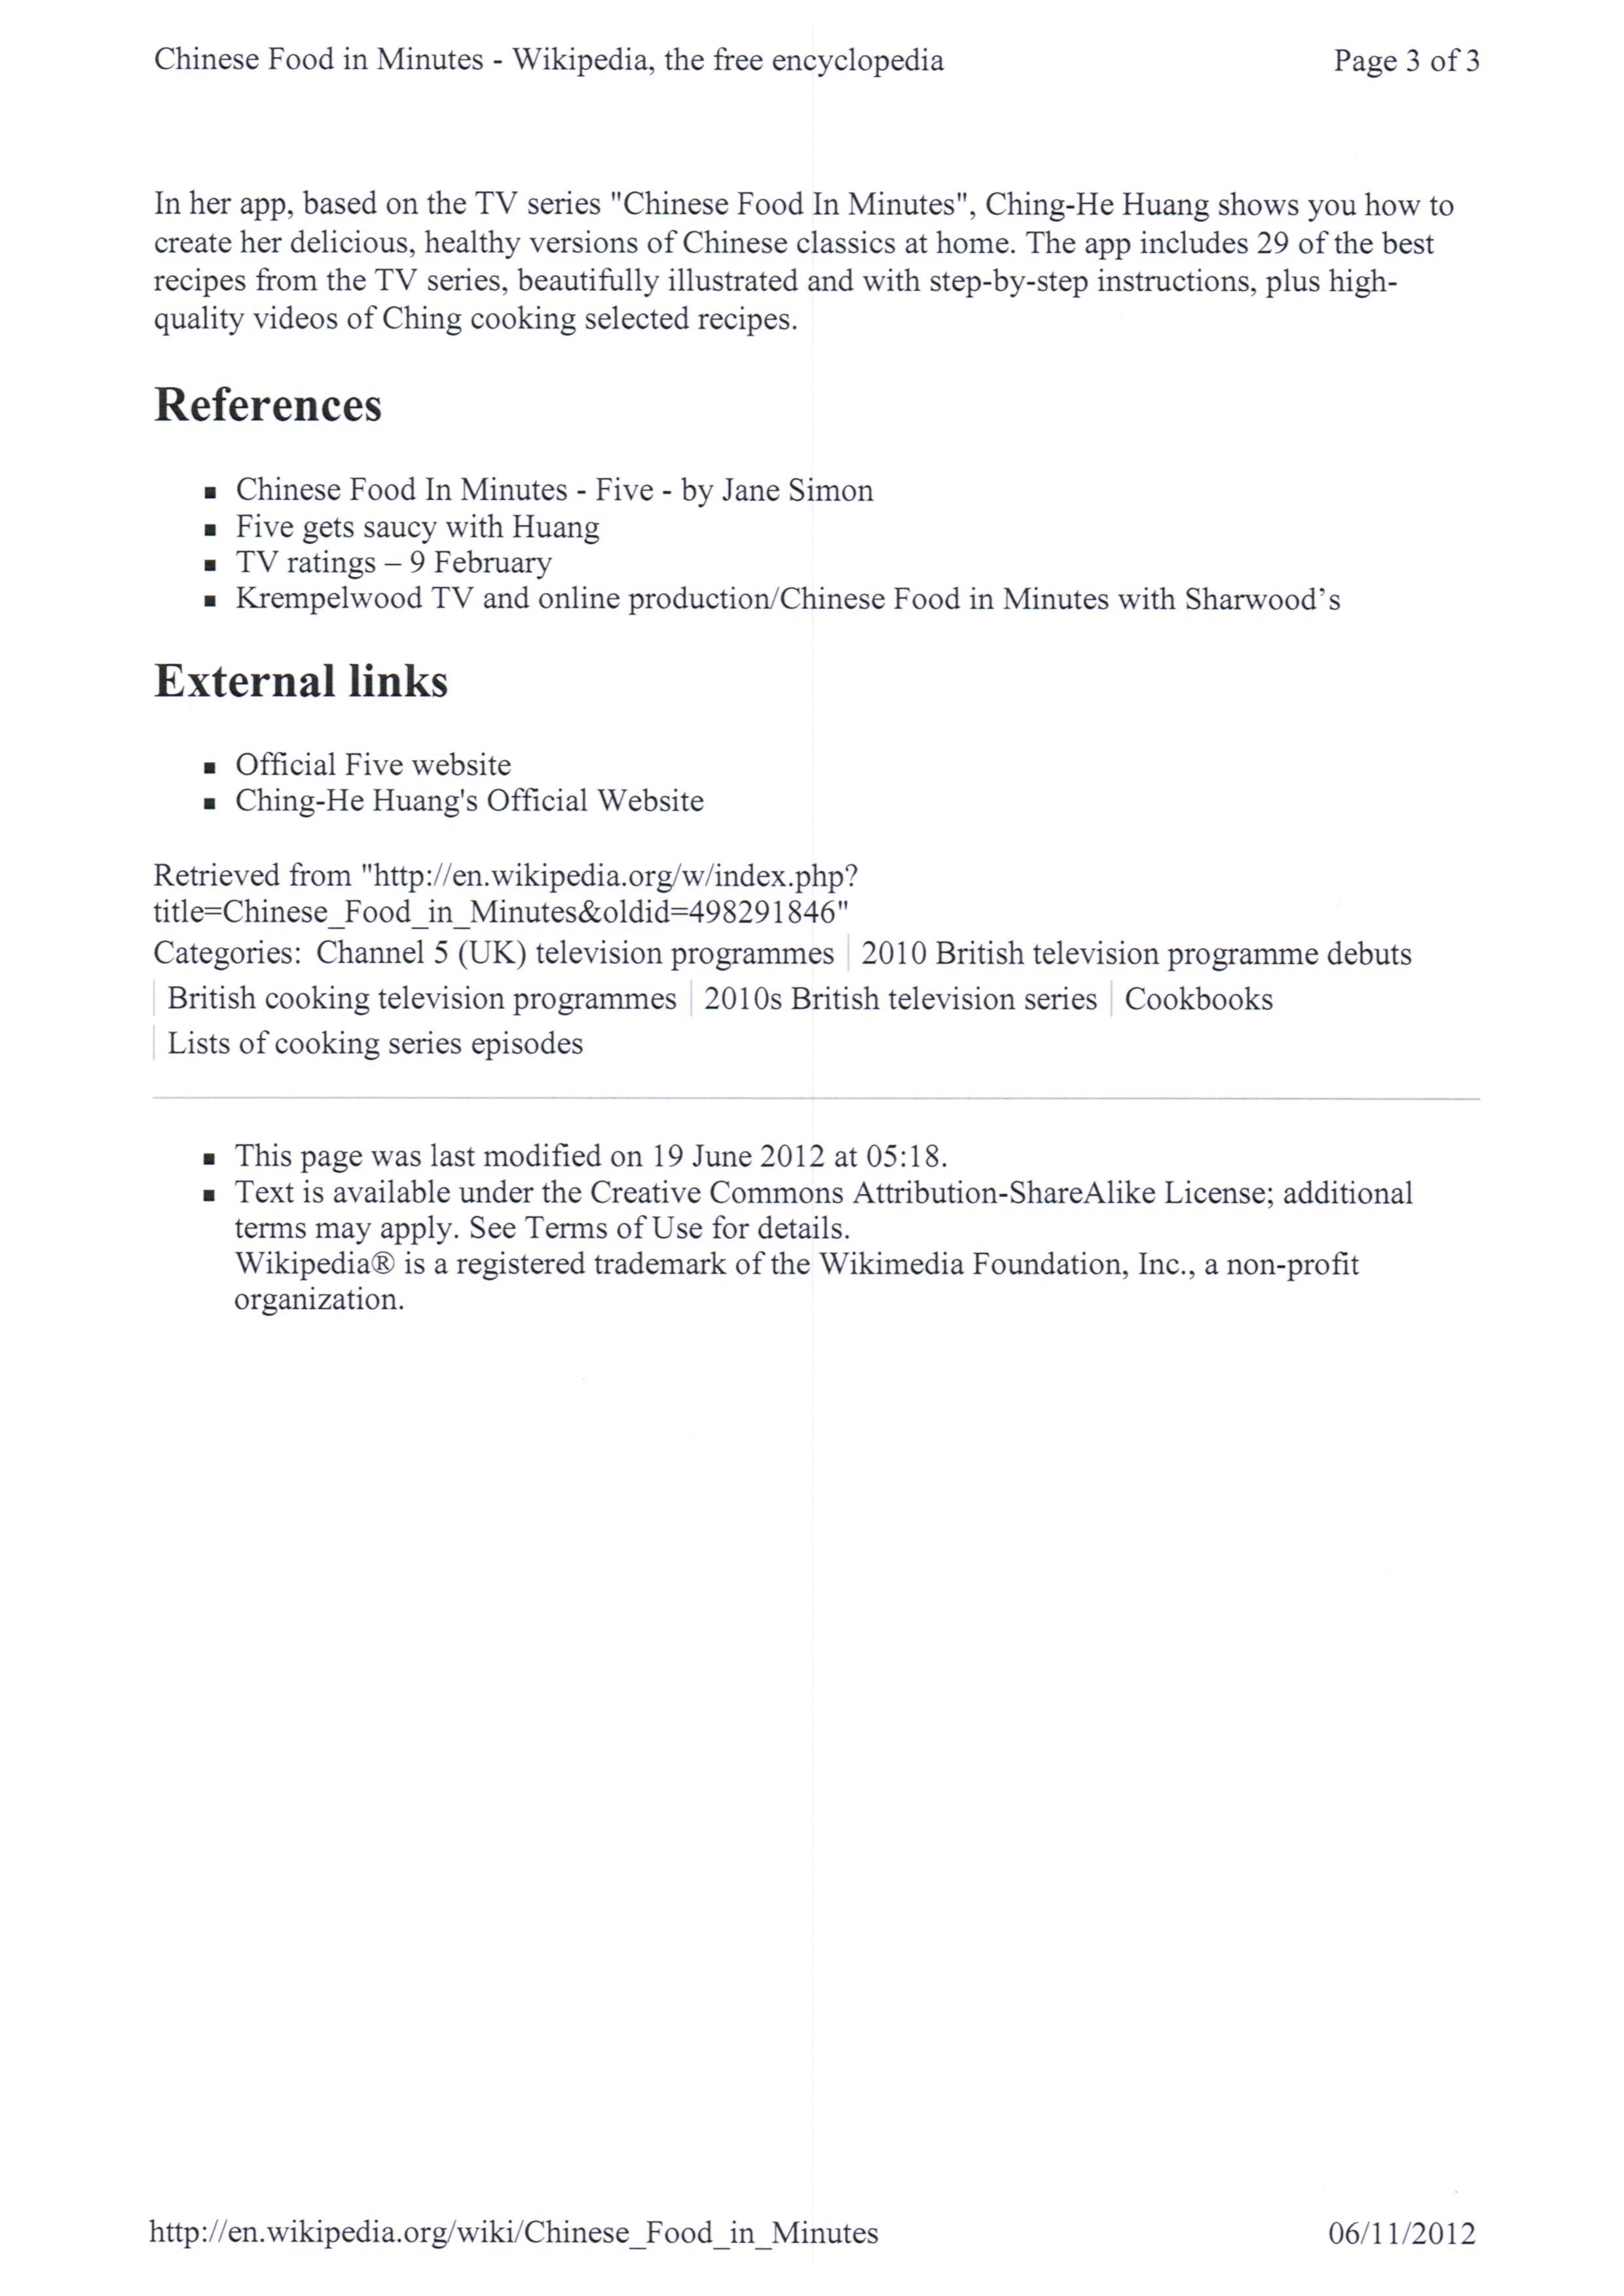 Chinese Food in Minutes - Wikipedia, the free encyclopedia Page 3 of 3
In her app, based on the TV series "Chinese Food In Minutes", Ching-He Huang shows you how to
create her delicious, healthy versions of Chinese classics at home. The app includes 29 of the best
recipes from the TV series, beautifully illustrated and with step-by-step instructions, plus high-
quality videos of Ching cooking selected recipes.
References
▪ Chinese Food In Minutes - Five - by Jane Simon
▪ Five gets saucy with Huang
▪ TV ratings – 9 February
▪ Krempelwood TV and online production/Chinese Food in Minutes with Sharwood’s
External links
▪ Official Five website
▪ Ching-He Huang's Official Website
Retrieved from "http://en.wikipedia.org/w/index.php?
title=Chinese_Food_in_Minutes&oldid=498291846"
Categories: Channel 5 (UK) television programmes | 2010 British television programme debuts
| British cooking television programmes | 2010s British television series | Cookbooks
| Lists of cooking series episodes
▪ This page was last modified on 19 June 2012 at 05:18.
▪ Text is available under the Creative Commons Attribution-ShareAlike License; additional
terms may apply. See Terms of Use for details.
Wikipedia® is a registered trademark of the Wikimedia Foundation, Inc., a non-profit
organization.
http://en.wikipedia.org/wiki/Chinese_Food_in_Minutes 06/11/2012